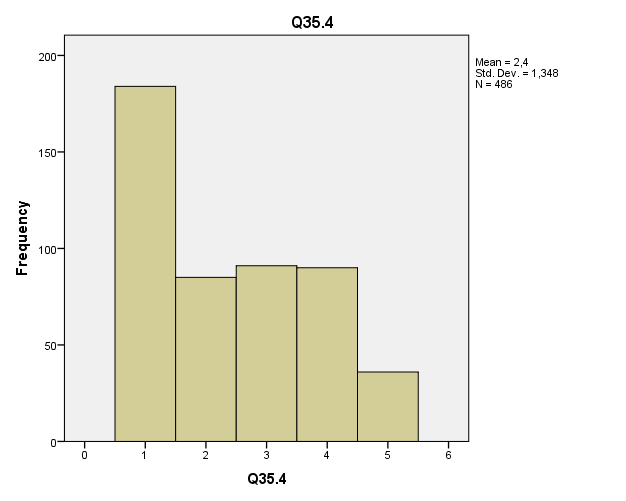 Q35.4
200
150
100
50
0
Frequency
0 1 2 3 4 5 6
Q35.4
Mean = 2,4
Std. Dev. = 1,348
N = 486